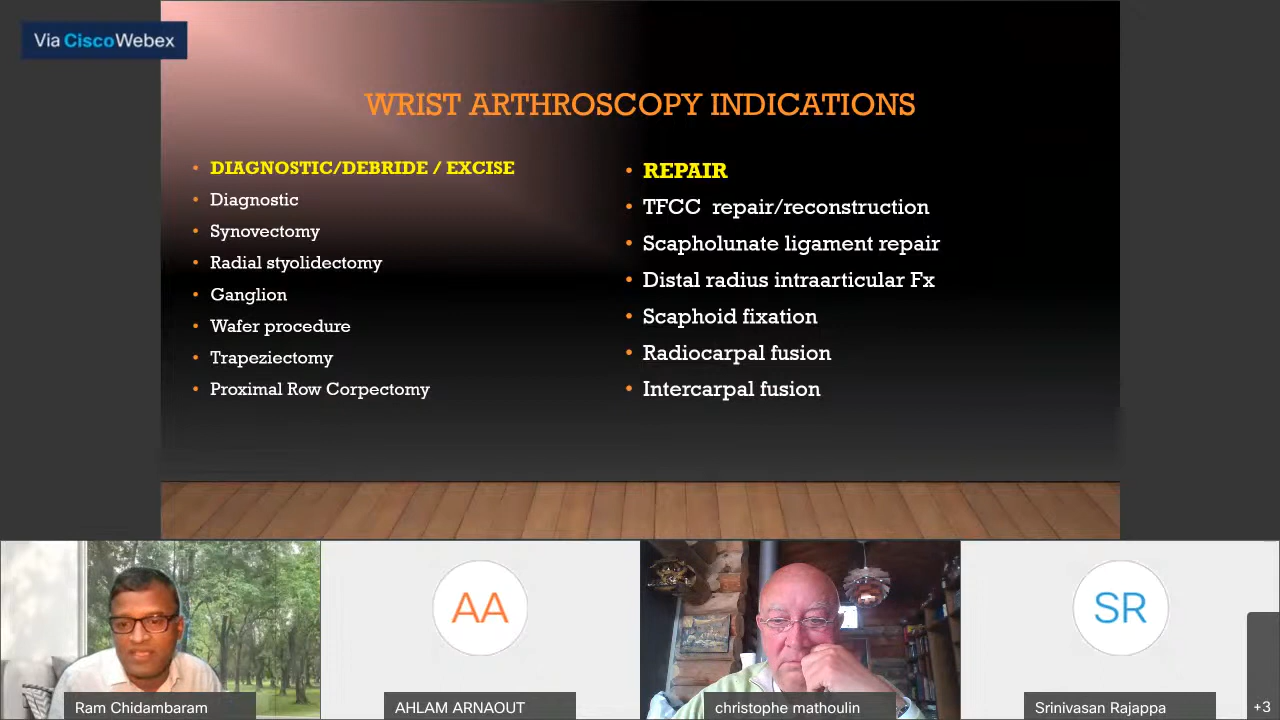 Via Cisco Webex
WRIST ARTHROSCOPY INDICATIONS
DIAGNOSTIC/DEBRIDE / EXCISE
Diagnostic
Synovectomy
Radial styolidectomy
Ganglion
Wafer procedure
Trapeziectomy
Proximal Row Corpectomy
REPAIR
TFCC repair/reconstruction
Scapholunate ligament repair
Distal radius intraarticular Fx
Scaphoid fixation
Radiocarpal fusion
Intercarpal fusion
AA
SR
Ram Chidambaram
AHLAM ARNAOUT
christophe mathoulin
Srinivasan Rajappa
+3